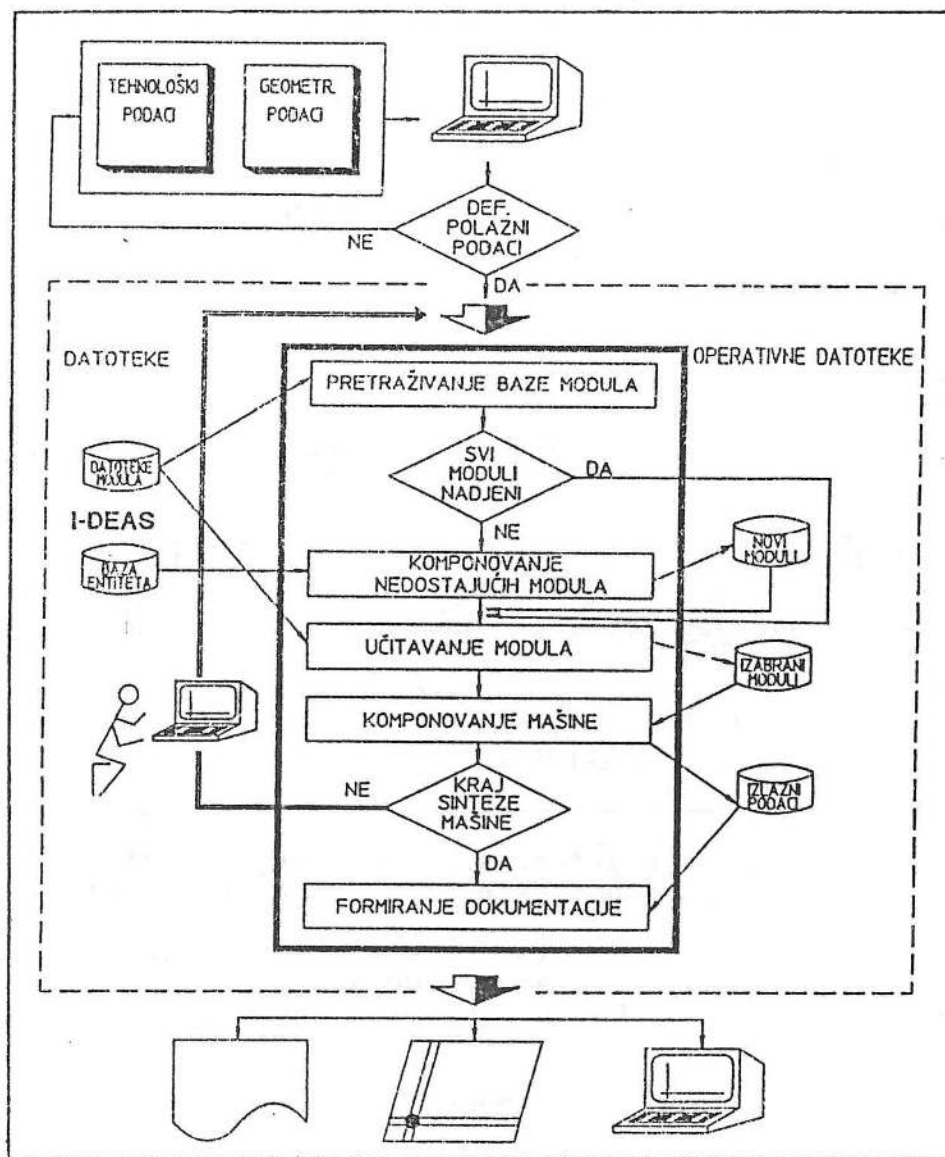 TEHNOLOŠKI
PODACI
GEOMETR.
PODACI
DEF.
POLAZNI
PODACI
NE
DA
DATOTEKE
OPERATIVNE DATOTEKE
PRETRAŽIVANJE BAZE MODULA
DATOTEKE
MODULA
SVI
MODULI
NADJENI
DA
NE
I-DEAS
BAZA
ENTITETA
KOMPONOVANJE
NEDOSTAJUĆIH MODULA
NOVI
MODULI
UČITAVANJE MODULA
IZABRANI
MODULI
KOMPONOVANJE MAŠINE
NE
KRAJ
SINTEZE
MAŠINE
IZLAZNI
PODACI
DA
FORMIRANJE DOKUMENTACIJE